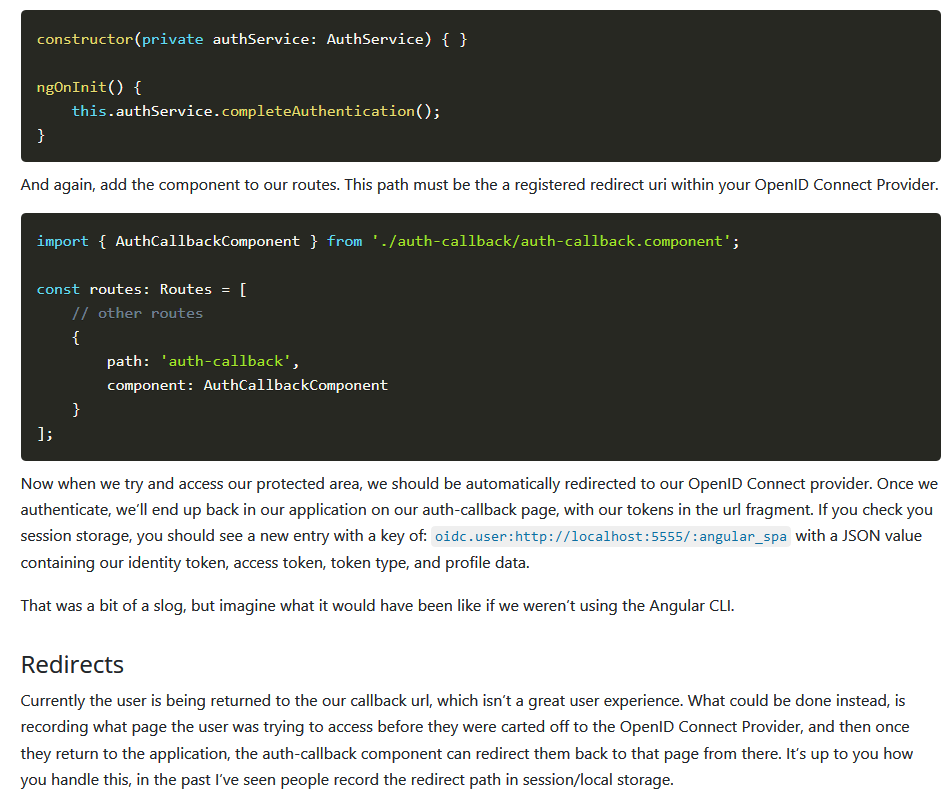 constructor(private authService: AuthService) { }

ngOnInit() {
    this.authService.completeAuthentication();
}
And again, add the component to our routes. This path must be the a registered redirect uri within your OpenID Connect Provider.
import { AuthCallbackComponent } from './auth-callback/auth-callback.component';

const routes: Routes = [
    // other routes
    {
        path: 'auth-callback',
        component: AuthCallbackComponent
    }
];
Now when we try and access our protected area, we should be automatically redirected to our OpenID Connect provider. Once we
authenticate, we’ll end up back in our application on our auth-callback page, with our tokens in the url fragment. If you check you
session storage, you should see a new entry with a key of: oidc.user:http://localhost:5555/:angular_spa with a JSON value
containing our identity token, access token, token type, and profile data.
That was a bit of a slog, but imagine what it would have been like if we weren’t using the Angular CLI.
Redirects
Currently the user is being returned to the our callback url, which isn’t a great user experience. What could be done instead, is
recording what page the user was trying to access before they were carted off to the OpenID Connect Provider, and then once
they return to the application, the auth-callback component can redirect them back to that page from there. It’s up to you how
you handle this, in the past I’ve seen people record the redirect path in session/local storage.